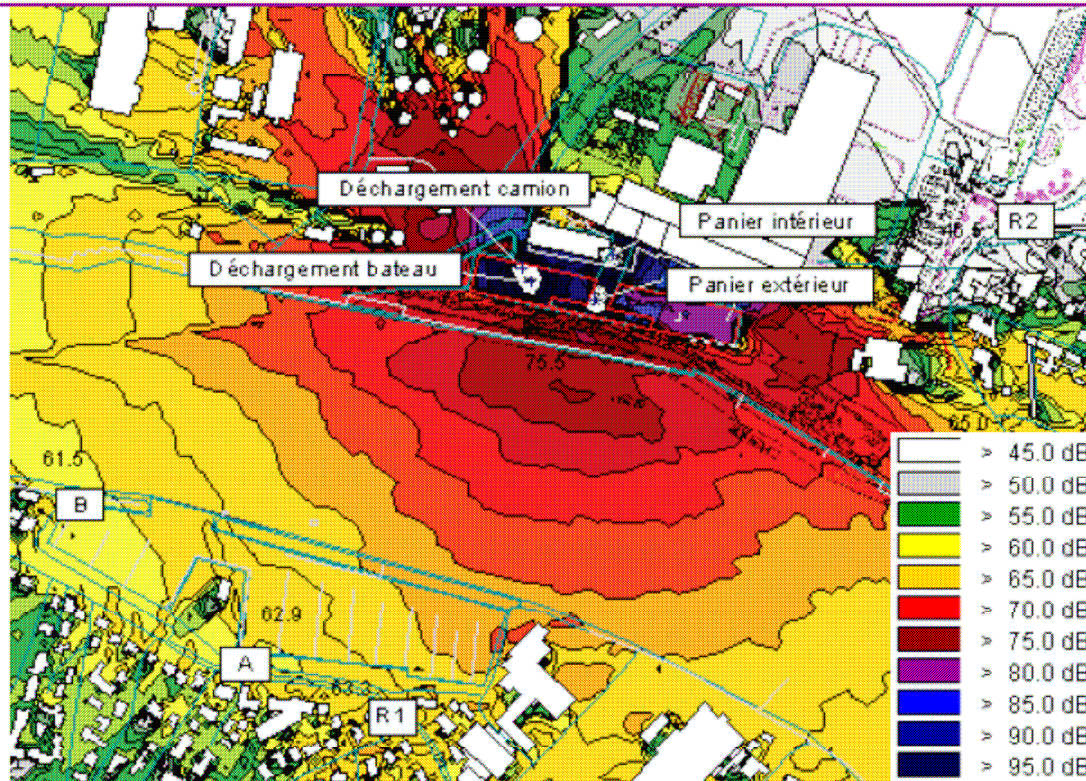 Déchargement camion
Panier intérieur
R2
Déchargement bateau
Panier extérieur
75.5
61.5
B
62.9
A
R1
> 45.0 dB
> 50.0 dB
> 55.0 dB
> 60.0 dB
> 65.0 dB
> 70.0 dB
> 75.0 dB
> 80.0 dB
> 85.0 dB
> 90.0 dB
> 95.0 dB